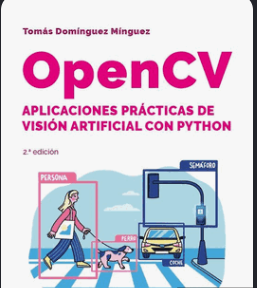 Tomás Domínguez Mínguez
OpenCV
APLICACIONES PRÁCTICAS DE
VISIÓN ARTIFICIAL CON PYTHON
2.ª edición
SEMÁFORO
PERSONA
PERRO
COCHE